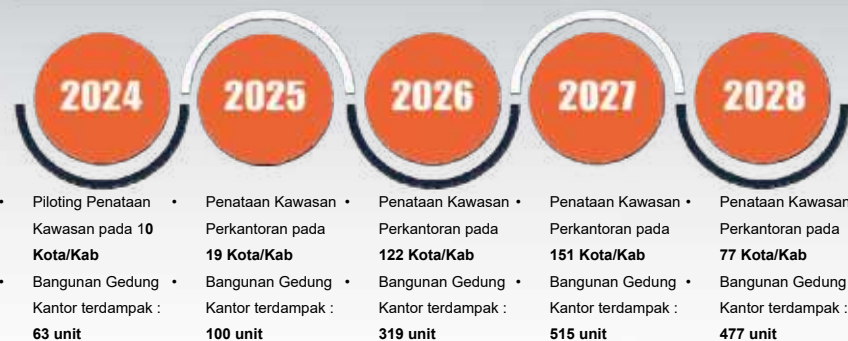 2024
2025
2026
2027
2028
• Piloting Penataan
Kawasan pada 10
Kota/Kab
• Bangunan Gedung
Kantor terdampak :
63 unit
• Penataan Kawasan
Perkantoran pada
19 Kota/Kab
• Bangunan Gedung
Kantor terdampak :
100 unit
• Penataan Kawasan
Perkantoran pada
122 Kota/Kab
• Bangunan Gedung
Kantor terdampak :
319 unit
• Penataan Kawasan
Perkantoran pada
151 Kota/Kab
• Bangunan Gedung
Kantor terdampak :
515 unit
• Penataan Kawasan
Perkantoran pada
77 Kota/Kab
• Bangunan Gedung
Kantor terdampak :
477 unit